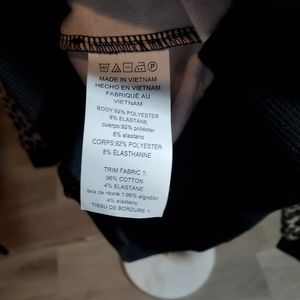 MADE IN VIETNAM
HECHO EN VIETNAM
FABRIQUÉ AU
VIETNAM
BODY:92% POLYESTER
8% ELASTANE
cuerpo:92% poliéster
8% elastano
CORPS:92% POLYESTER
8% ÉLASTHANNE
TRIM FABRIC 1:
96% COTTON
4% ELASTANE
tela de ribete 1:96% algodón
4% elastano
TISSU DE BORDURE 1: